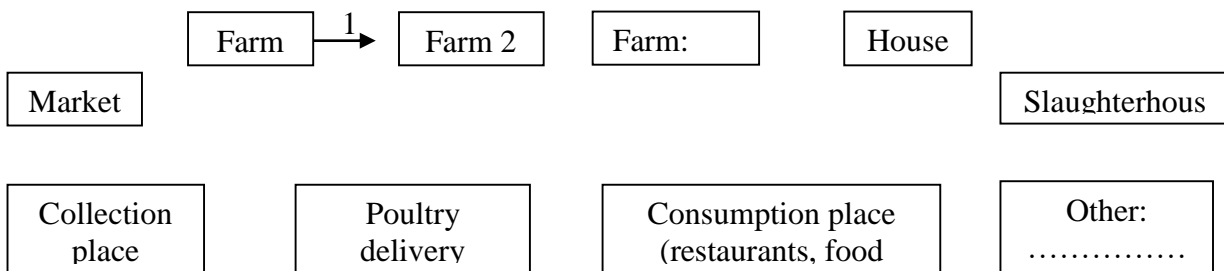 1
Farm
Farm 2
Farm:
House
Market
Slaughterhous
Collection
place
Poultry
delivery
Consumption place
(restaurants, food
Other:
……………